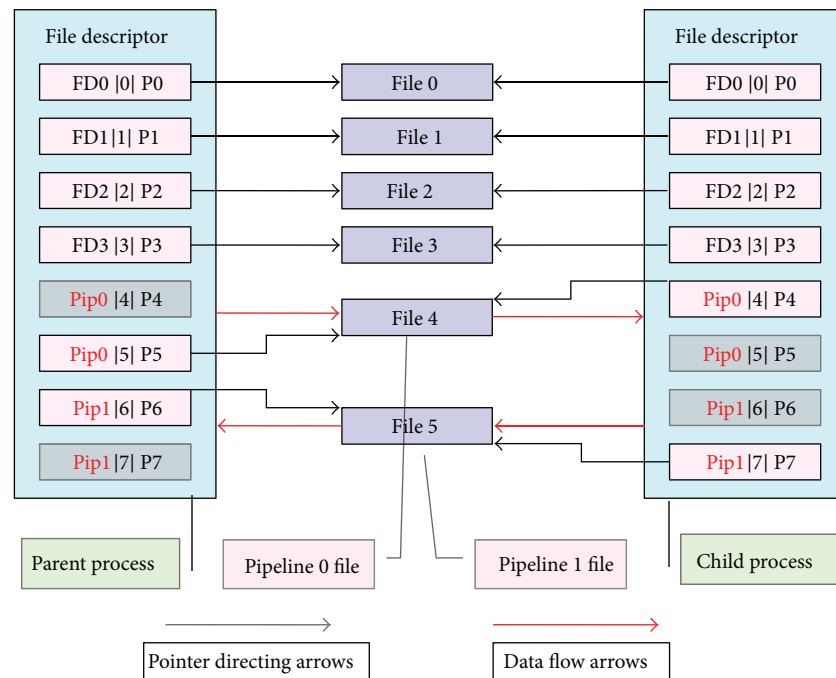 File descriptor
FD0 |0| P0
FD1 |1| P1
FD2 |2| P2
FD3 |3| P3
Pip0 |4| P4
Pip0 |5| P5
Pip1 |6| P6
Pip1 |7| P7
File 0
File 1
File 2
File 3
File 4
File 5
File descriptor
FD0 |0| P0
FD1 |1| P1
FD2 |2| P2
FD3 |3| P3
Pip0 |4| P4
Pip0 |5| P5
Pip1 |6| P6
Pip1 |7| P7
Parent process
Pipeline 0 file
Pipeline 1 file
Child process
Pointer directing arrows
Data flow arrows